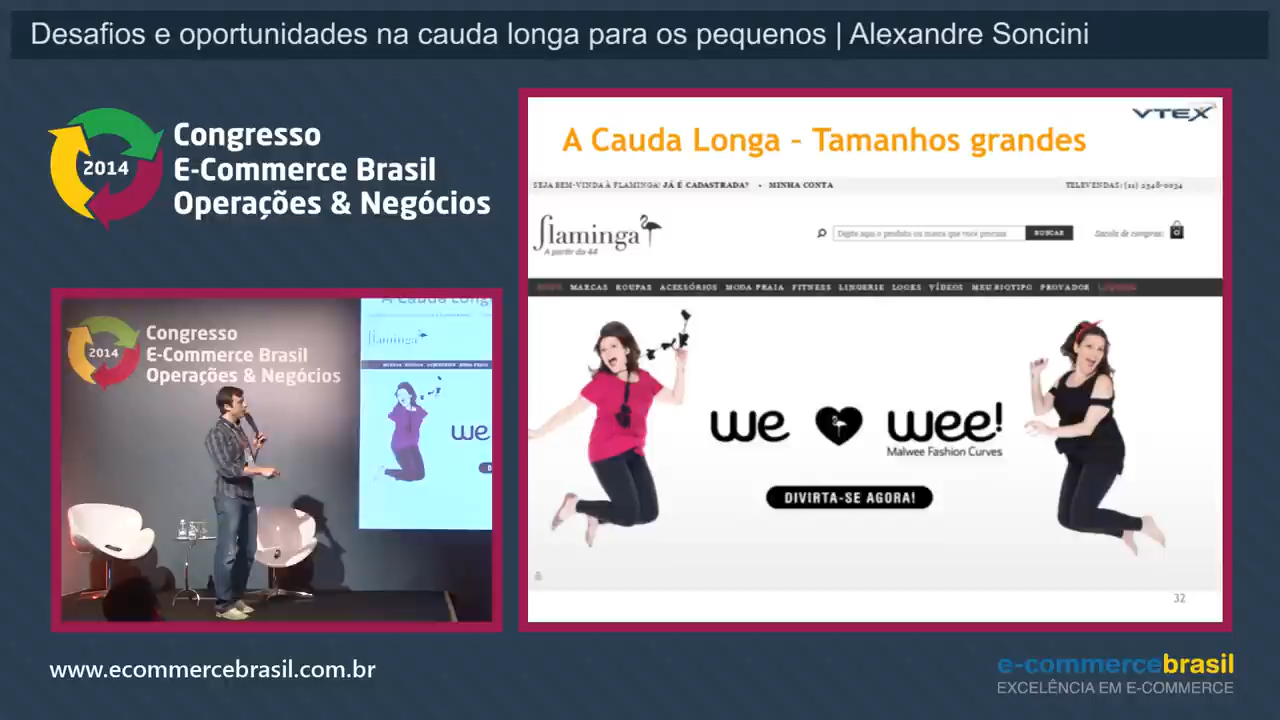 Desafios e oportunidades na cauda longa para os pequenos | Alexandre Soncini
2014
Congresso
E-Commerce Brasil
Operações & Negócios
VTEX
A Cauda Longa - Tamanhos grandes
SEJA BEM-VINDA À FLAMINGA! JÁ É CADASTRADA? • MINHA CONTA
TELEVENDAS: (11) 2348-0034
flaminga
A partir do 44
Digite aqui o produto ou marca que você procura
BUSCAR
Sacola de compras:
0
MARCAS ROUPAS ACESSÓRIOS MODA PRAIA FITNESS LINGERIE LOOKS VÍDEOS MEU BIOTIPO PROVADOR
we wee!
Malwee Fashion Curves
DIVIRTA-SE AGORA!
32
2014
Congresso
E-Commerce Brasil
Operações & Negócios
A Cauda Long
flaminga
we
www.ecommercebrasil.com.br
e-commercebrasil
EXCELÊNCIA EM E-COMMERCE